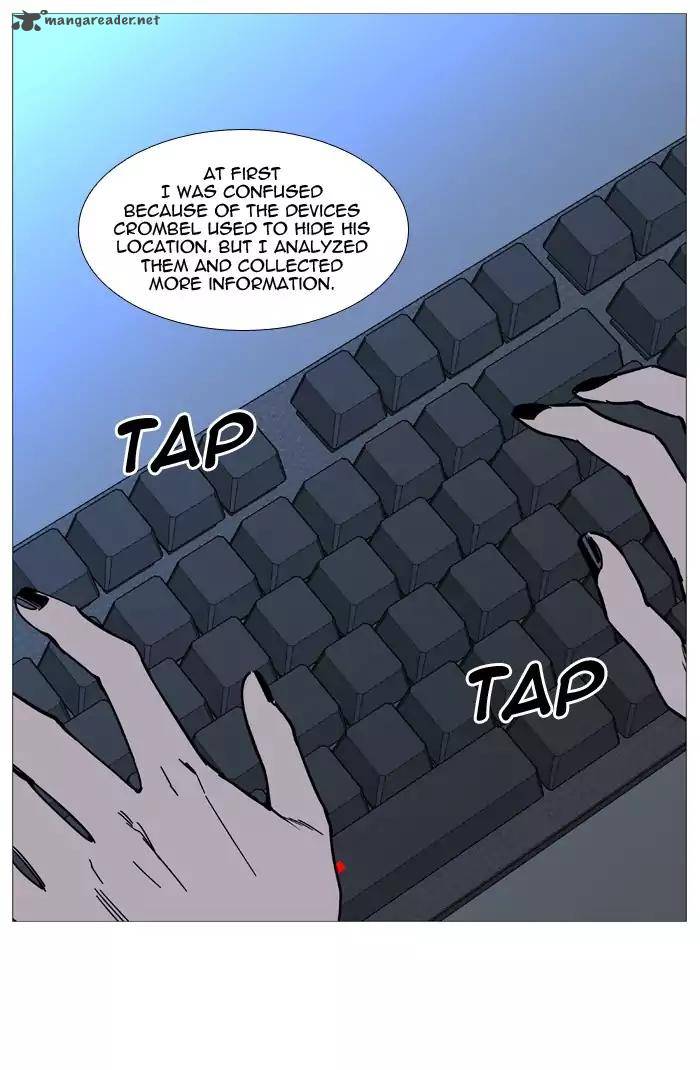 mangareader.net
AT FIRST
I WAS CONFUSED
BECAUSE OF THE DEVICES
CROMBEL USED TO HIDE HIS
LOCATION. BUT I ANALYZED
THEM AND COLLECTED
MORE INFORMATION.
TAP
TAP